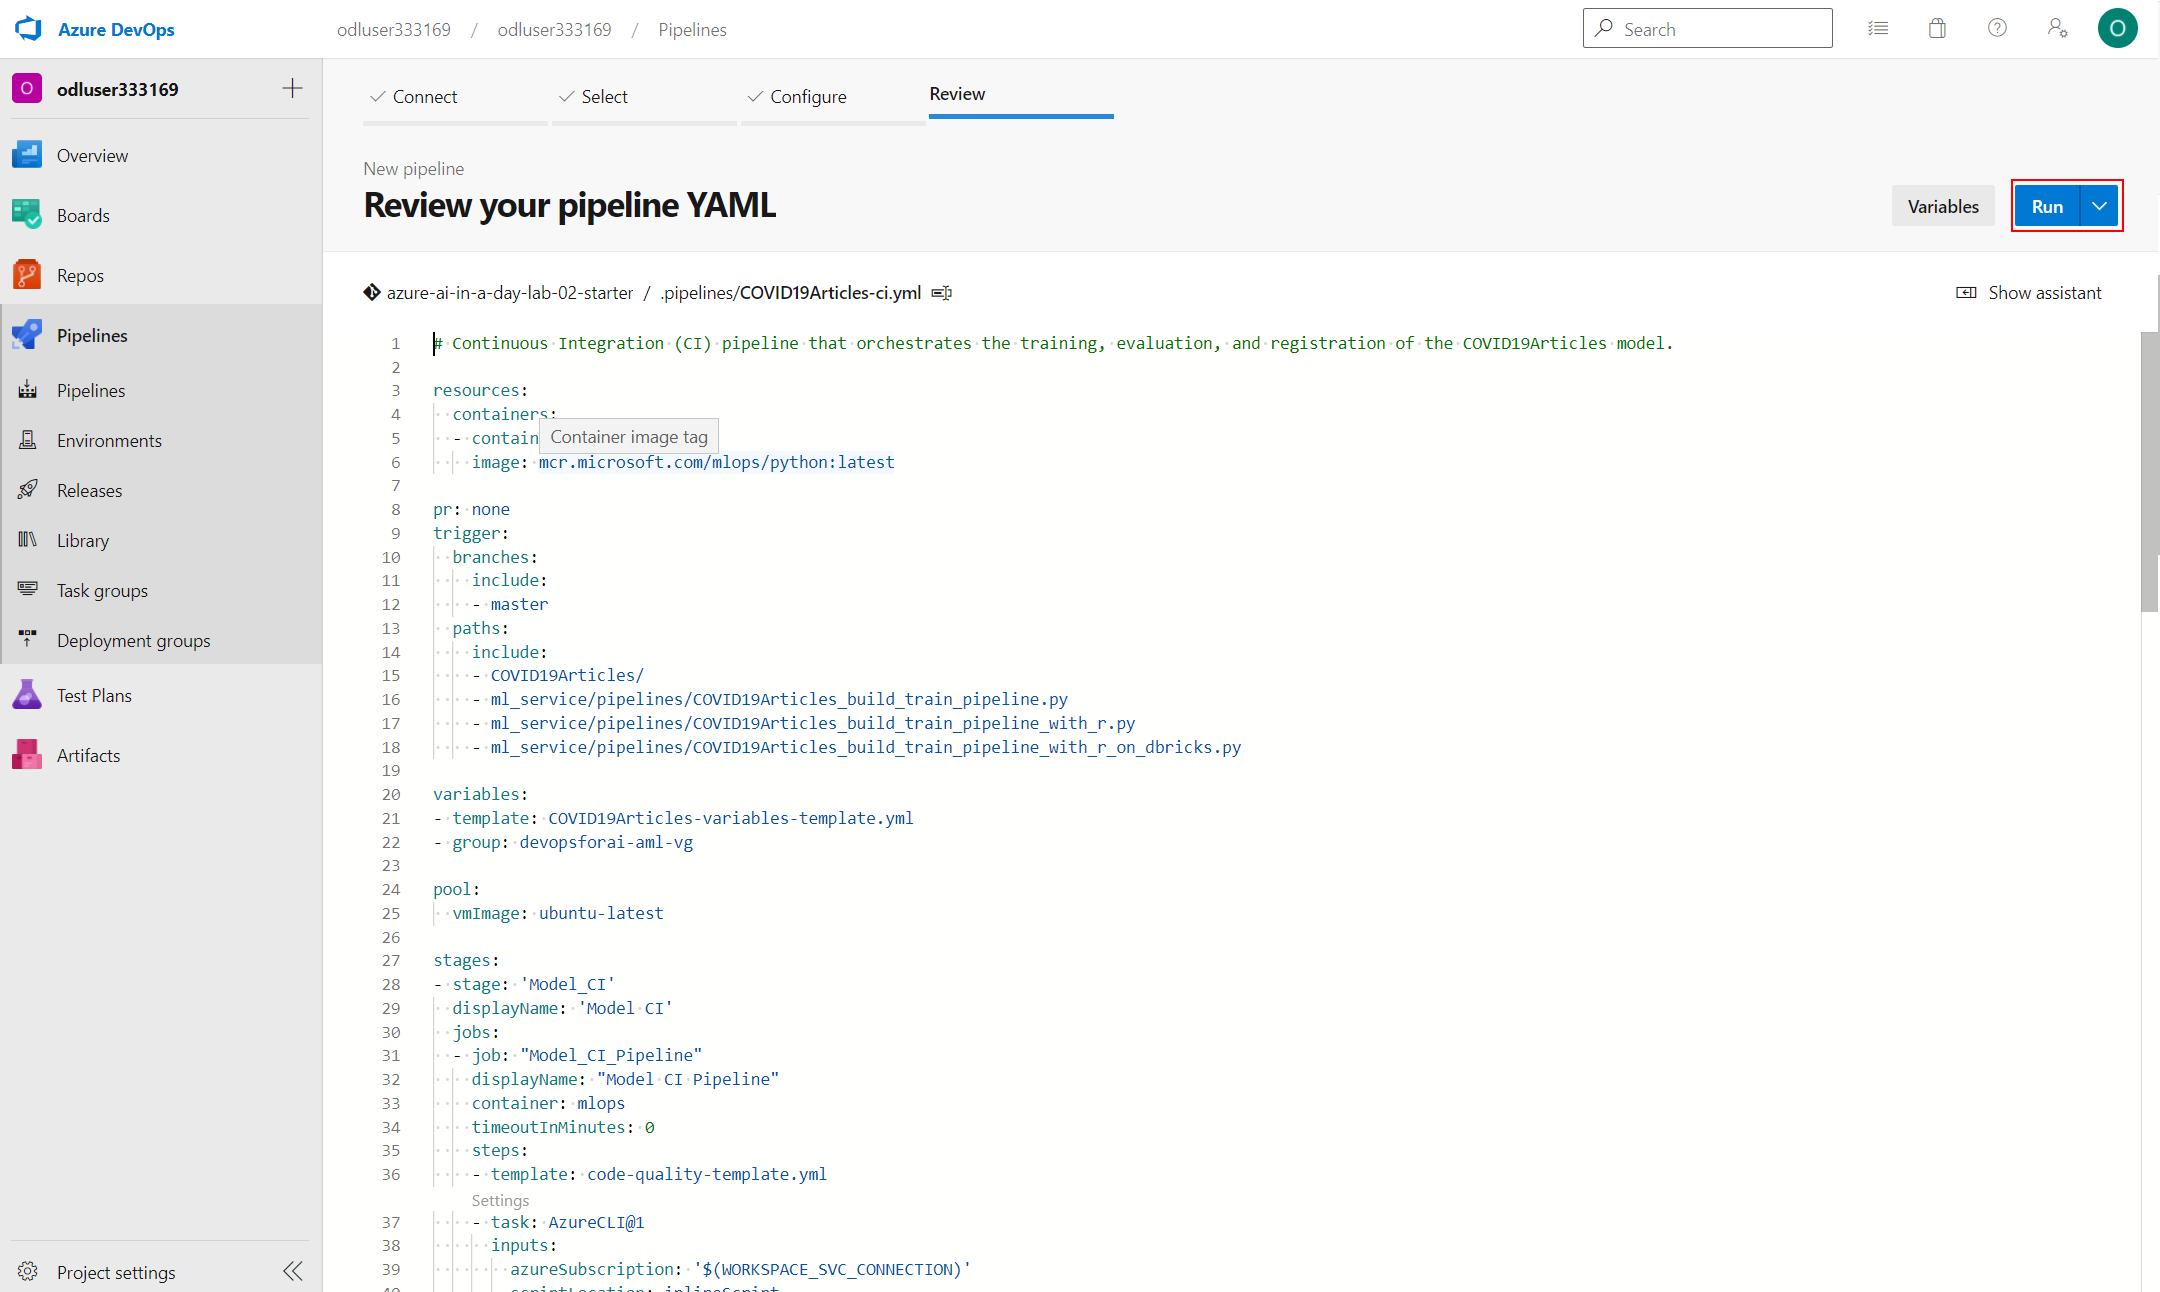 Azure DevOps
odluser333169 / odluser333169 / Pipelines
Search
O
O odluser333169
Overview
Boards
Repos
Pipelines
Pipelines
Environments
Releases
Library
Task groups
Deployment groups
Test Plans
Artifacts
Project settings
Connect
Select
Configure
Review
New pipeline
Review your pipeline YAML
Variables
Run
azure-ai-in-a-day-lab-02-starter / .pipelines/COVID19Articles-ci.yml
Show assistant
1 # Continuous Integration (CI) pipeline that orchestrates the training, evaluation, and registration of the COVID19Articles model.
2
3 resources:
4 containers:
5 - contain
Container image tag
6 image: mcr.microsoft.com/mlops/python:latest
7
8 pr: none
9 trigger:
10 branches:
11 include:
12 - master
13 paths:
14 include:
15 - COVID19Articles/
16 - ml_service/pipelines/COVID19Articles_build_train_pipeline.py
17 - ml_service/pipelines/COVID19Articles_build_train_pipeline_with_r.py
18 - ml_service/pipelines/COVID19Articles_build_train_pipeline_with_r_on_dbricks.py
19
20 variables:
21 - template: COVID19Articles-variables-template.yml
22 - group: devopsforai-aml-vg
23
24 pool:
25 vmImage: ubuntu-latest
26
27 stages:
28 - stage: 'Model_CI'
29 displayName: 'Model CI'
30 jobs:
31 - job: "Model_CI_Pipeline"
32 displayName: "Model CI Pipeline"
33 container: mlops
34 timeoutInMinutes: 0
35 steps:
36 - template: code-quality-template.yml
Settings
37 - task: AzureCLI@1
38 inputs:
39 azureSubscription: '$(WORKSPACE_SVC_CONNECTION)'
40 scriptLocation: inlineScript